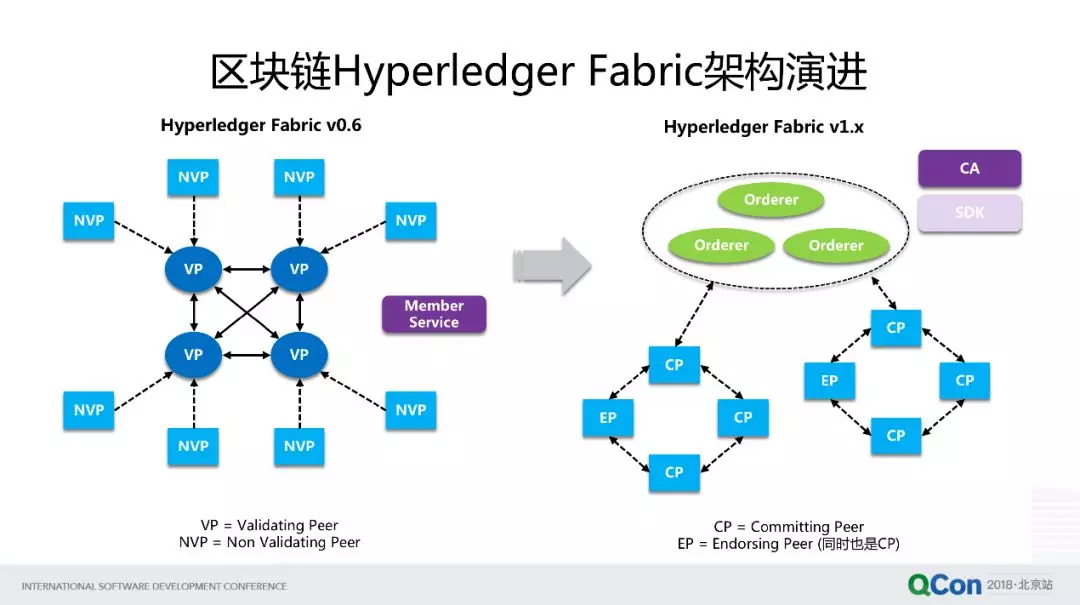 区块链Hyperledger Fabric架构演进
Hyperledger Fabric v0.6
NVP
NVP
NVP
NVP
VP
VP
VP
VP
NVP
NVP
NVP
NVP
Member
Service
VP = Validating Peer
NVP = Non Validating Peer
Hyperledger Fabric v1.x
Orderer
Orderer
Orderer
CA
SDK
CP
EP
CP
CP
CP
EP
CP
CP
CP = Committing Peer
EP = Endorsing Peer (同时也是CP)
INTERNATIONAL SOFTWARE DEVELOPMENT CONFERENCE
QCon 2018·北京站